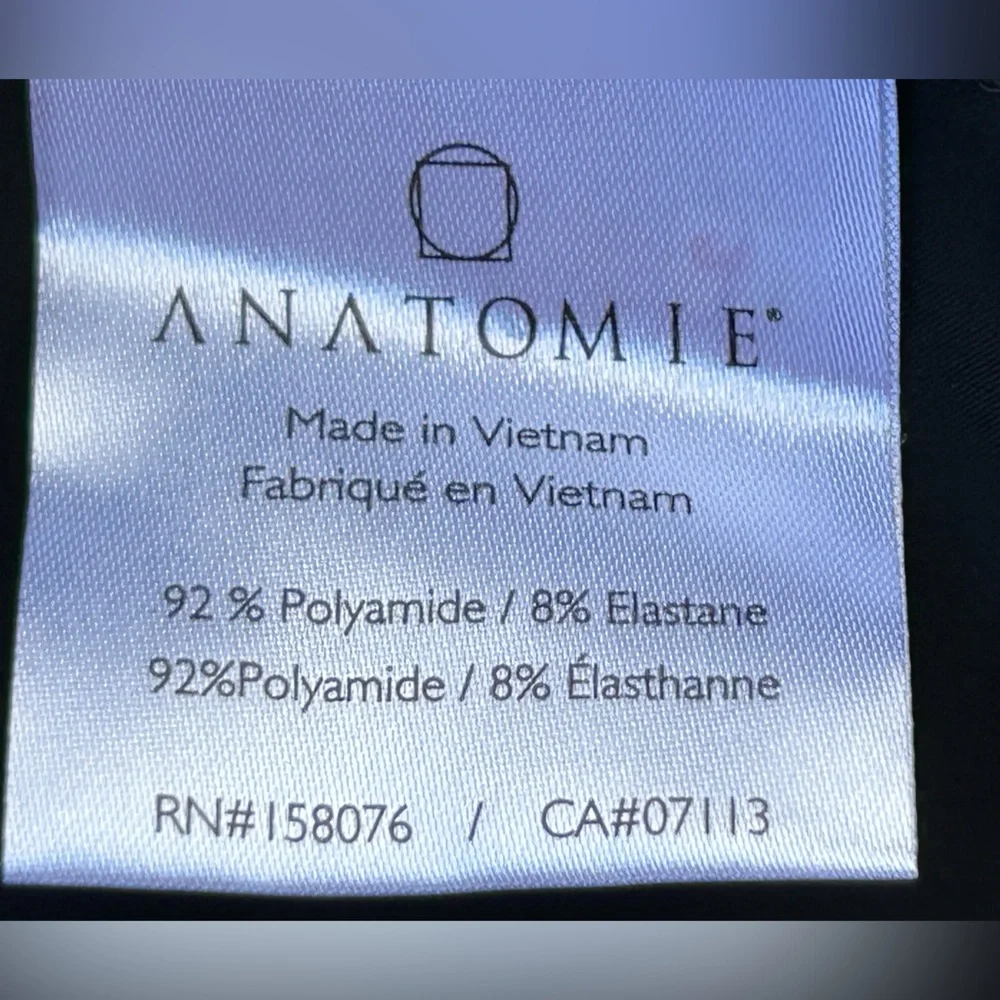 ANATOMIE®
Made in Vietnam
Fabriqué en Vietnam
92 % Polyamide / 8% Elastane
92%Polyamide / 8% Élasthanne
RN#158076 / CA#07113